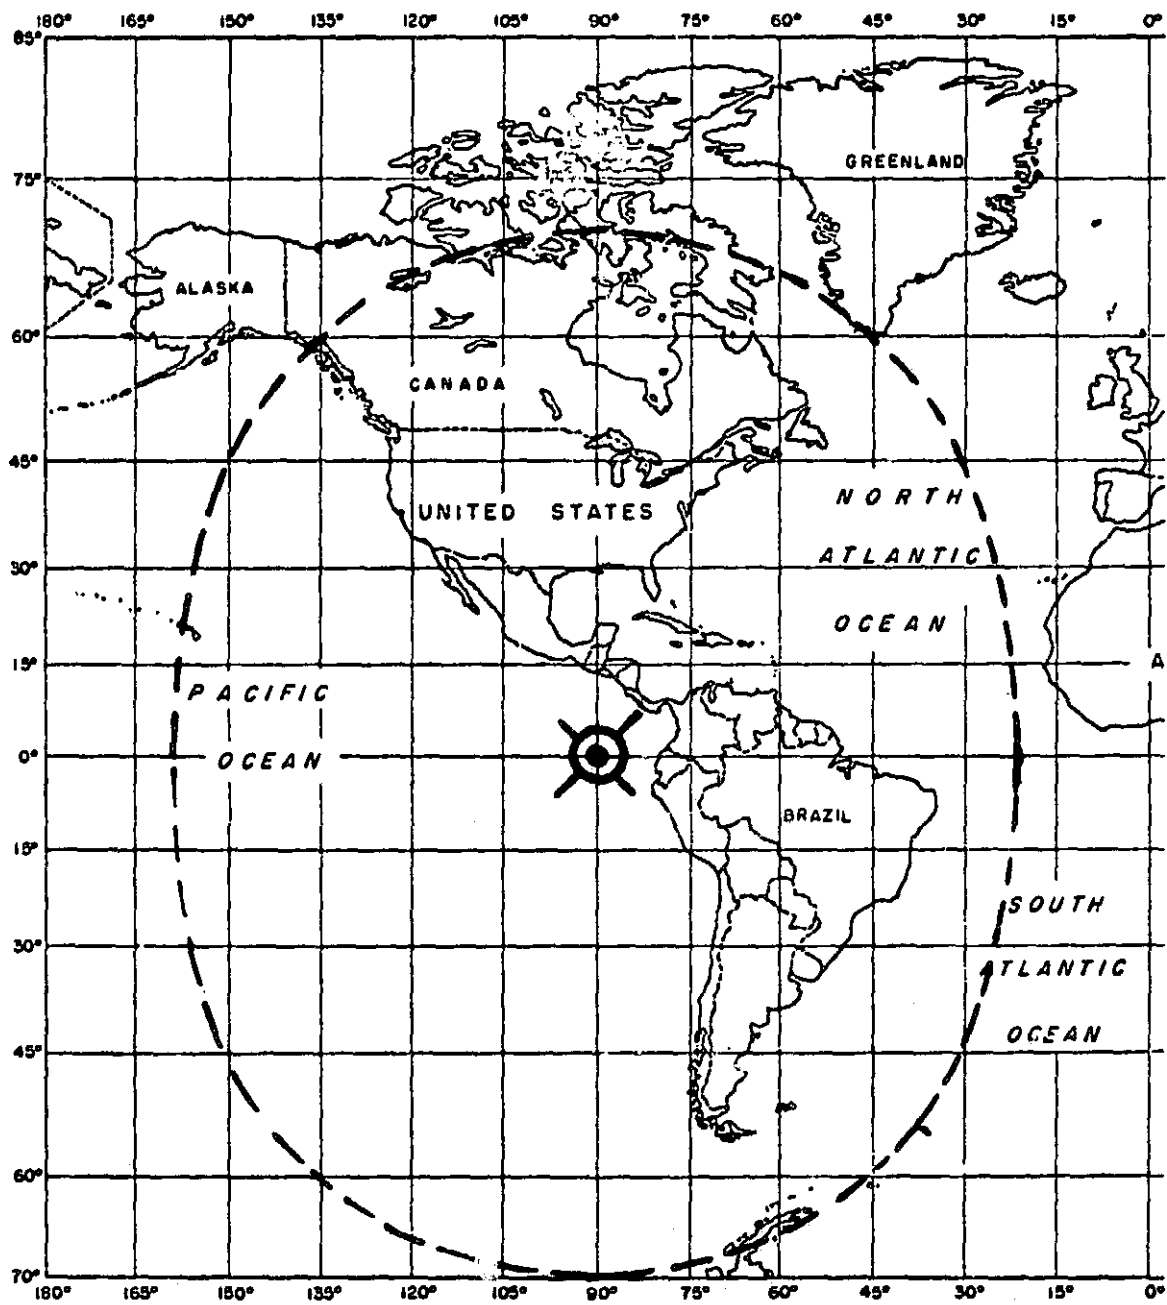 180° 165° 150° 135° 120° 105° 90° 75° 60° 45° 30° 15° 0°
85°
GREENLAND
75°
ALASKA
60°
CANADA
45°
NORTH
UNITED STATES
ATLANTIC
30°
OCEAN
15°
A
PACIFIC
0°
OCEAN
BRAZIL
15°
SOUTH
30°
ATLANTIC
OCEAN
45°
60°
70°
180° 165° 150° 135° 120° 105° 90° 75° 60° 45° 30° 15° 0°